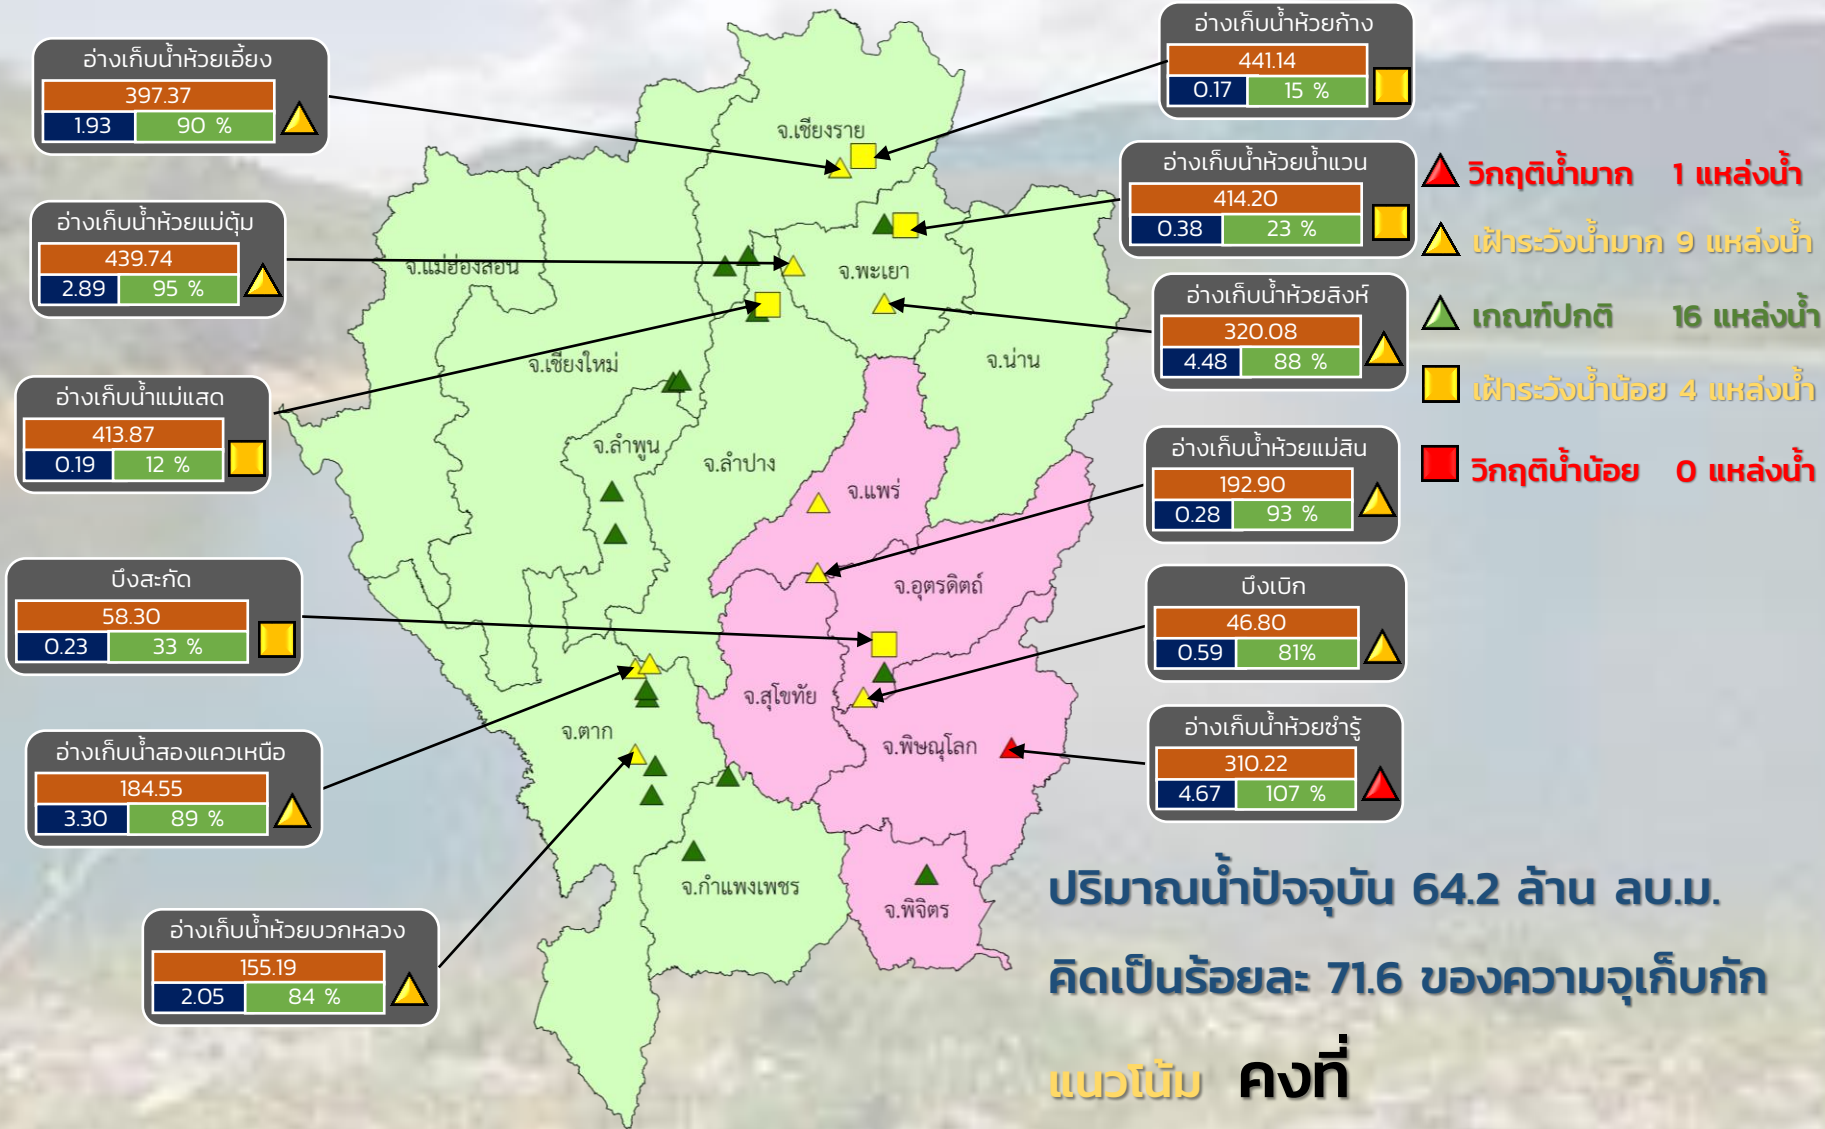 อ่างเก็บน้ำห้วยเอี้ยง
397.37
1.93 90 %
อ่างเก็บน้ำห้วยแม่ตุ้ม
439.74
2.89 95 %
อ่างเก็บน้ำแม่แสด
413.87
0.19 12 %
บึงสะกัด
58.30
0.23 33 %
อ่างเก็บน้ำสองแควเหนือ
184.55
3.30 89 %
อ่างเก็บน้ำห้วยบวกหลวง
155.19
2.05 84 %
จ.เชียงราย
จ.แม่ฮ่องสอน
จ.พะเยา
จ.เชียงใหม่
จ.น่าน
จ.ลำพูน
จ.ลำปาง
จ.แพร่
จ.อุตรดิตถ์
จ.สุโขทัย
จ.ตาก
จ.พิษณุโลก
จ.กำแพงเพชร
จ.พิจิตร
อ่างเก็บน้ำห้วยก้าง
441.14
0.17 15 %
อ่างเก็บน้ำห้วยน้ำแวน
414.20
0.38 23 %
อ่างเก็บน้ำห้วยสิงห์
320.08
4.48 88 %
อ่างเก็บน้ำห้วยแม่สิน
192.90
0.28 93 %
บึงเบิก
46.80
0.59 81%
อ่างเก็บน้ำห้วยซำรู้
310.22
4.67 107 %
วิกฤติน้ำมาก 1 แหล่งน้ำ
เฝ้าระวังน้ำมาก 9 แหล่งน้ำ
เกณฑ์ปกติ 16 แหล่งน้ำ
เฝ้าระวังน้ำน้อย 4 แหล่งน้ำ
วิกฤติน้ำน้อย 0 แหล่งน้ำ
ปริมาณน้ำปัจจุบัน 64.2 ล้าน ลบ.ม.
คิดเป็นร้อยละ 71.6 ของความจุเก็บกัก
แนวโน้ม คงที่